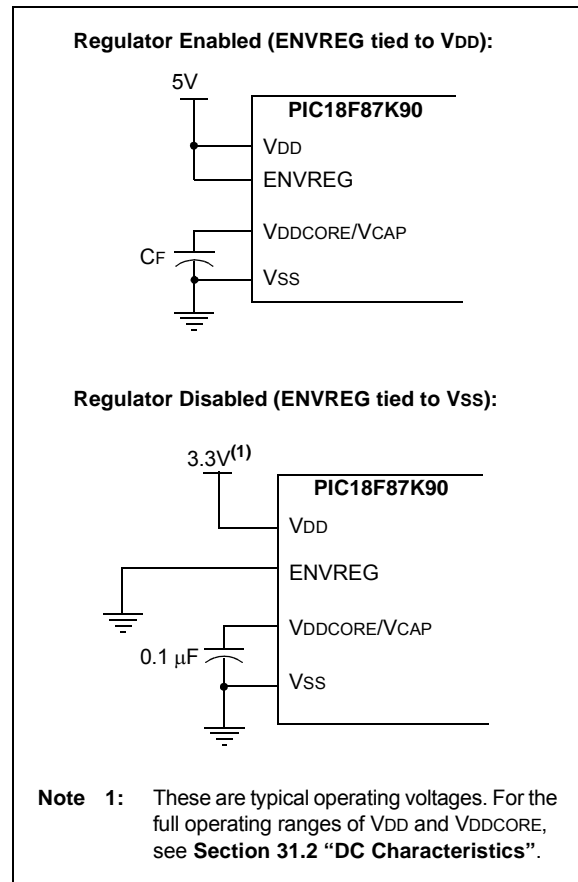 Regulator Enabled (ENVREG tied to VDD):
5V
PIC18F87K90
VDD
ENVREG
VDDCORE/VCAP
CF
VSS
Regulator Disabled (ENVREG tied to VSS):
3.3V(1)
PIC18F87K90
VDD
ENVREG
VDDCORE/VCAP
0.1 μF
VSS
Note 1: These are typical operating voltages. For the
full operating ranges of VDD and VDDCORE,
see Section 31.2 “DC Characteristics”.